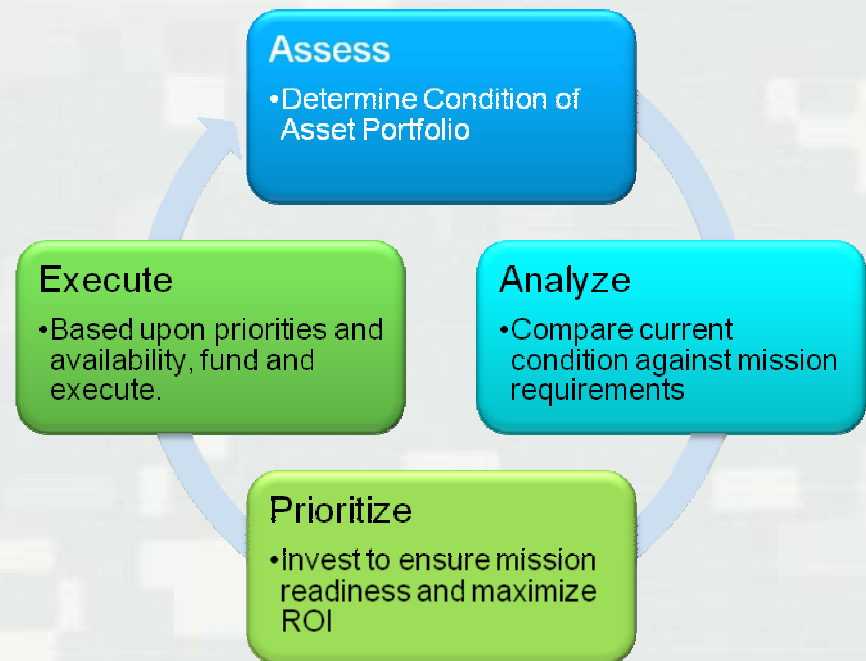 Assess
•Determine Condition of
Asset Portfolio
Analyze
•Compare current
condition against mission
requirements
Prioritize
•Invest to ensure mission
readiness and maximize
ROI
Execute
•Based upon priorities and
availability, fund and
execute.